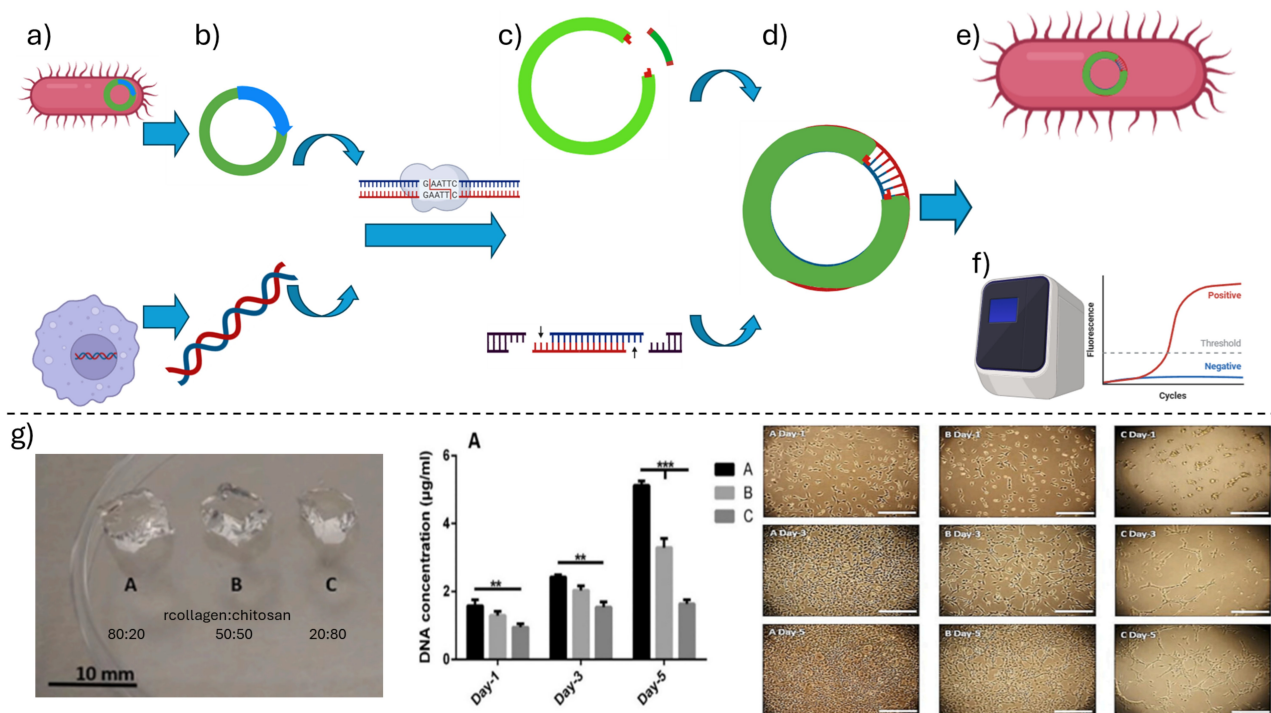 a)
b)
c)
d)
e)
GAATTC
GAATTC
f)
Fluorescence
Positive
Threshold
Negative
Cycles
g)
A
B
C
rcollagen:chitosan
80:20
50:50
20:80
10 mm
A
DNA concentration (µg/ml)
6
4
2
0
**
**
***
Day-1
Day-3
Day-5
A
B
C
A Day-1
B Day-1
C Day-1
A Day-3
B Day-3
C Day-3
A Day-5
B Day-5
C Day-5